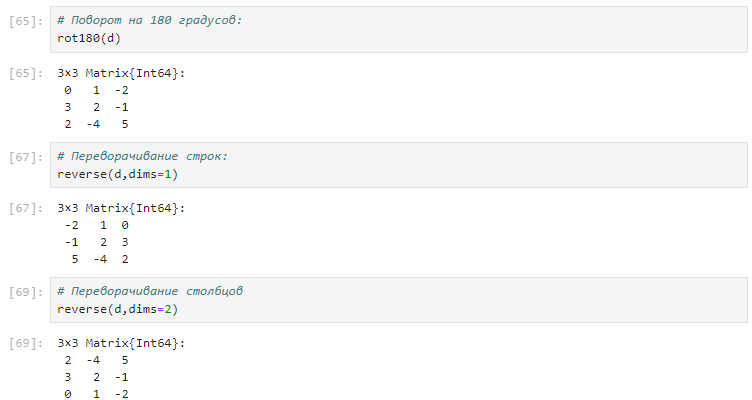 [65]: # Поворот на 180 градусов:
rot180(d)
[65]: 3×3 Matrix{Int64}:
0 1 -2
3 2 -1
2 -4 5
[67]: # Переворачивание строк:
reverse(d,dims=1)
[67]: 3×3 Matrix{Int64}:
-2 1 0
-1 2 3
5 -4 2
[69]: # Переворачивание столбцов
reverse(d,dims=2)
[69]: 3×3 Matrix{Int64}:
2 -4 5
3 2 -1
0 1 -2